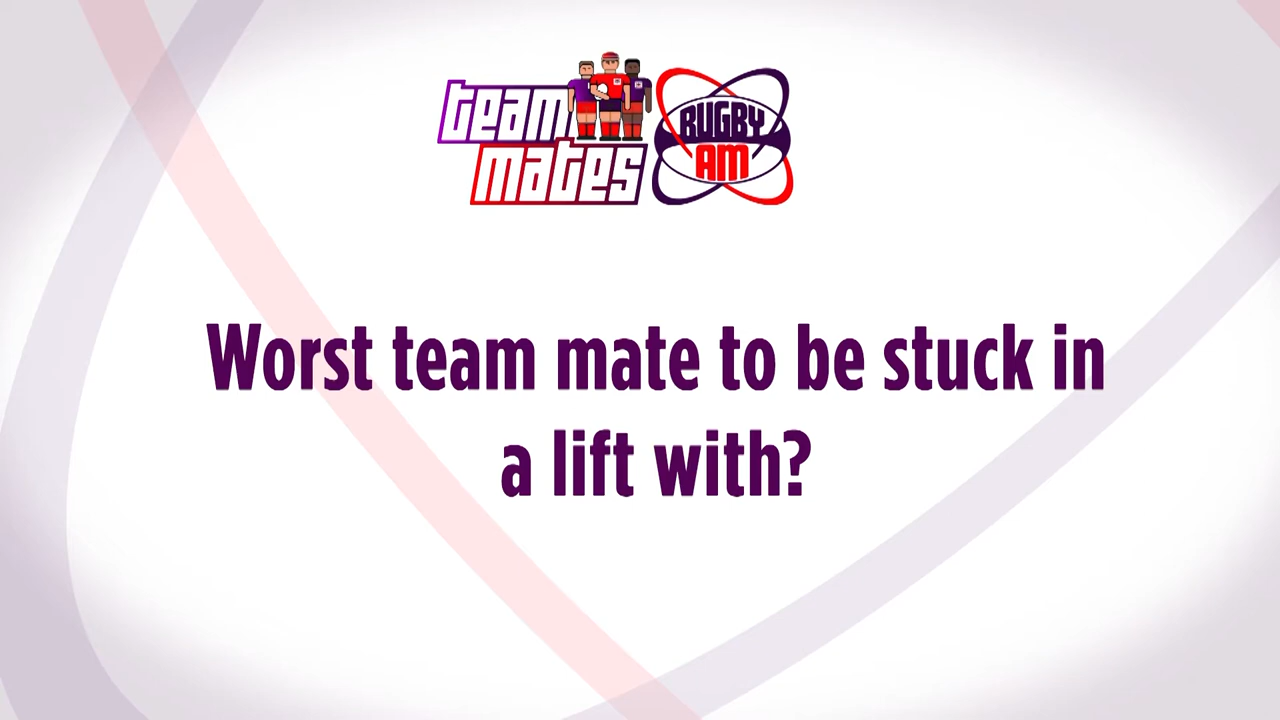 team
mates
RUGBY
AM
Worst team mate to be stuck in
a lift with?